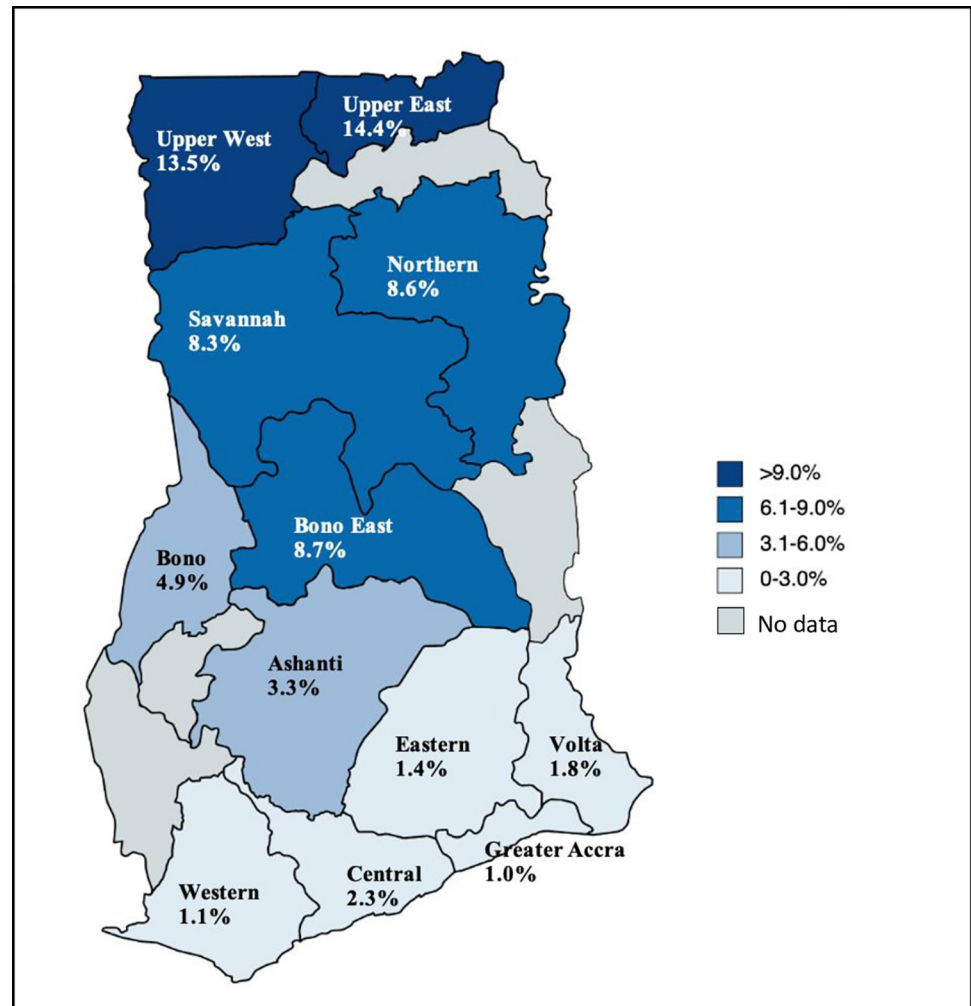 Upper East
14.4%
Upper West
13.5%
Northern
8.6%
Savannah
8.3%
Bono East
8.7%
Bono
4.9%
Ashanti
3.3%
Eastern
1.4%
Volta
1.8%
Greater Accra
1.0%
Central
2.3%
Western
1.1%
>9.0%
6.1-9.0%
3.1-6.0%
0-3.0%
No data